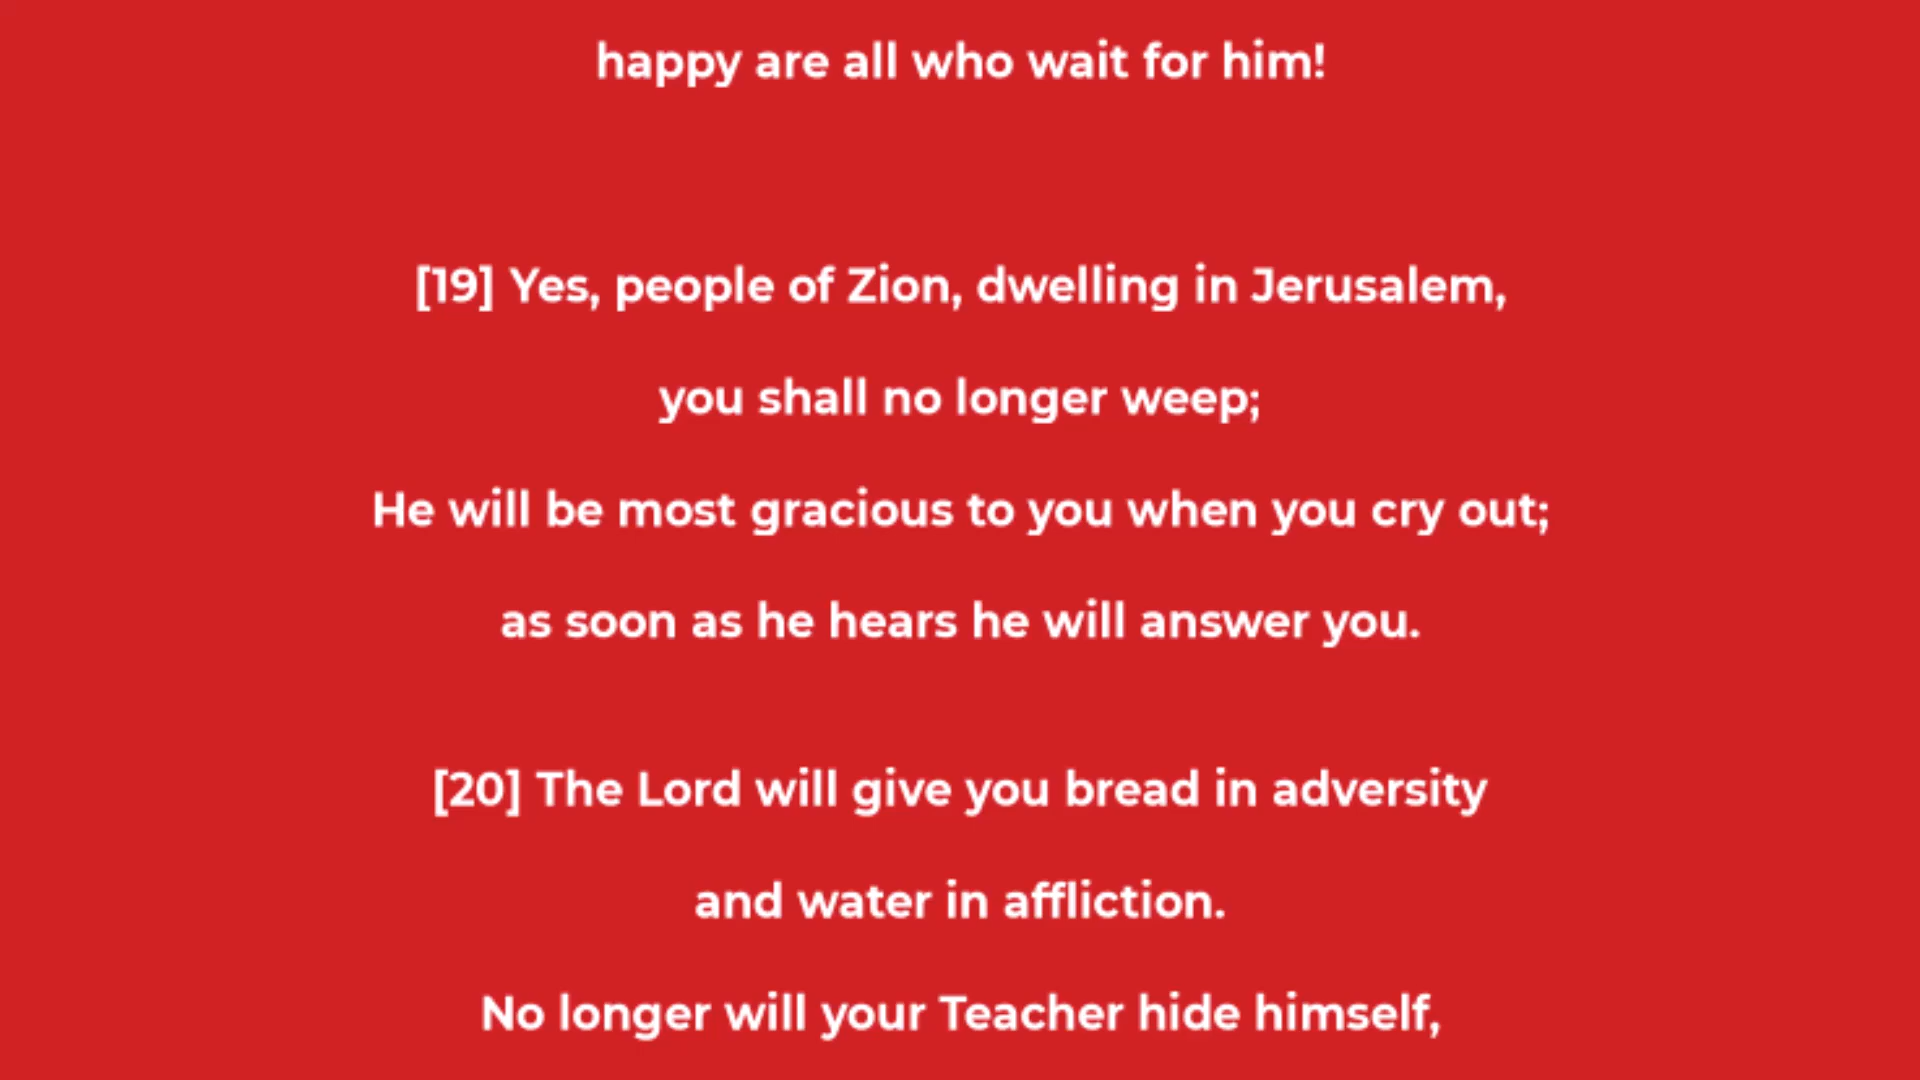 happy are all who wait for him!
[19] Yes, people of Zion, dwelling in Jerusalem,
you shall no longer weep;
He will be most gracious to you when you cry out;
as soon as he hears he will answer you.
[20] The Lord will give you bread in adversity
and water in affliction.
No longer will your Teacher hide himself,